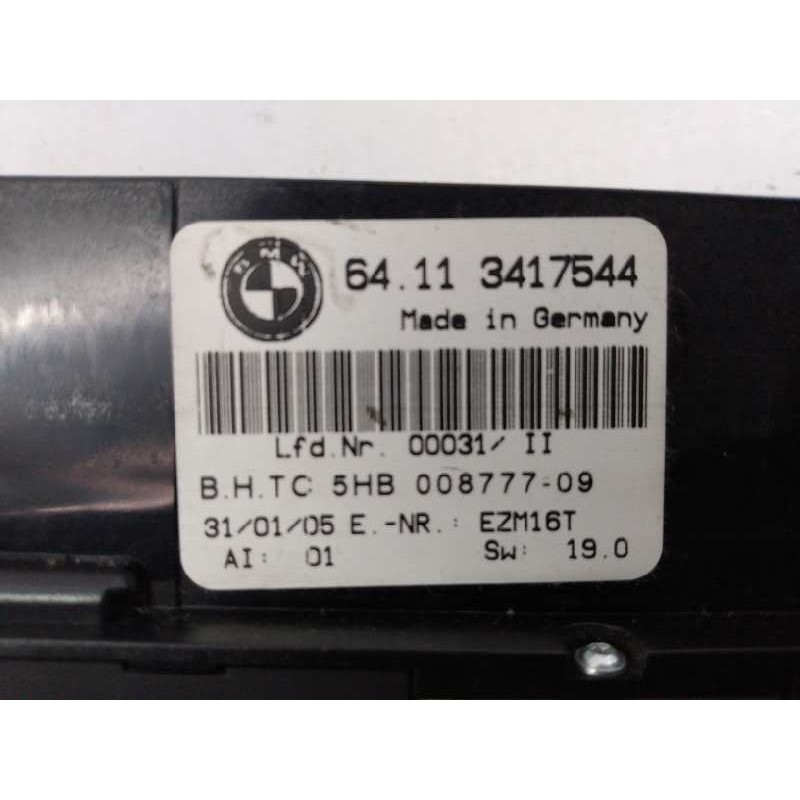 BMW
64.11 3417544
Made in Germany
Lfd.Nr. 00031/ II
B.H.TC 5HB 008777-09
31/01/05 E.-NR.: EZM16T
AI: 01 Sw: 19.0